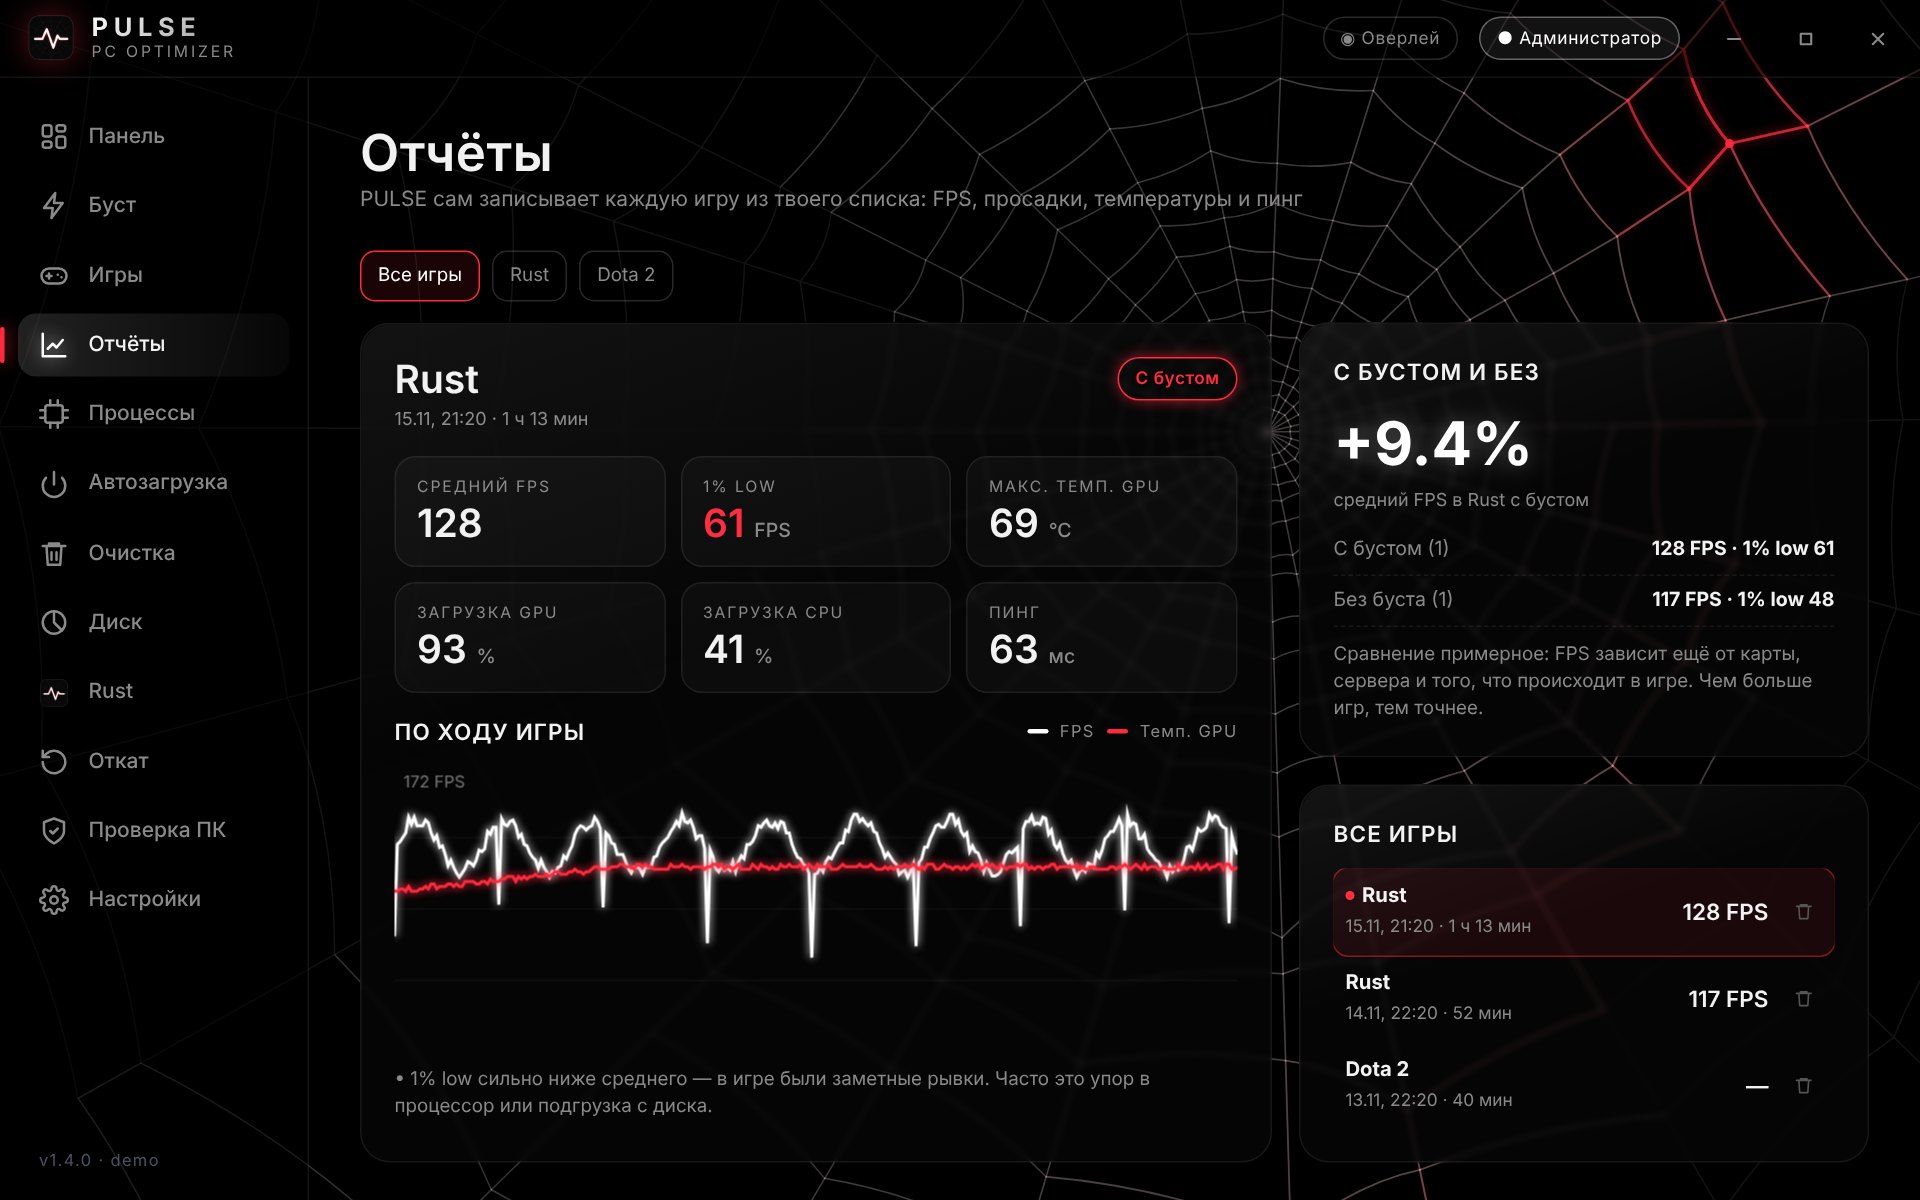 PULSE
PC OPTIMIZER
Оверлей
Администратор
Панель
Буст
Игры
Отчёты
Процессы
Автозагрузка
Очистка
Диск
Rust
Откат
Проверка ПК
Настройки
v1.4.0 · demo
Отчёты
PULSE сам записывает каждую игру из твоего списка: FPS, просадки, температуры и пинг
Все игры
Rust
Dota 2
Rust
С бустом
15.11, 21:20 · 1 ч 13 мин
СРЕДНИЙ FPS
128
1% LOW
61 FPS
МАКС. ТЕМП. GPU
69 °C
ЗАГРУЗКА GPU
93 %
ЗАГРУЗКА CPU
41 %
ПИНГ
63 мс
ПО ХОДУ ИГРЫ
FPS
Темп. GPU
172 FPS
• 1% low сильно ниже среднего — в игре были заметные рывки. Часто это упор в
процессор или подгрузка с диска.
С БУСТОМ И БЕЗ
+9.4%
средний FPS в Rust с бустом
С бустом (1) 128 FPS · 1% low 61
Без буста (1) 117 FPS · 1% low 48
Сравнение примерное: FPS зависит ещё от карты,
сервера и того, что происходит в игре. Чем больше
игр, тем точнее.
ВСЕ ИГРЫ
Rust
15.11, 21:20 · 1 ч 13 мин
128 FPS
Rust
14.11, 22:20 · 52 мин
117 FPS
Dota 2
13.11, 22:20 · 40 мин
—